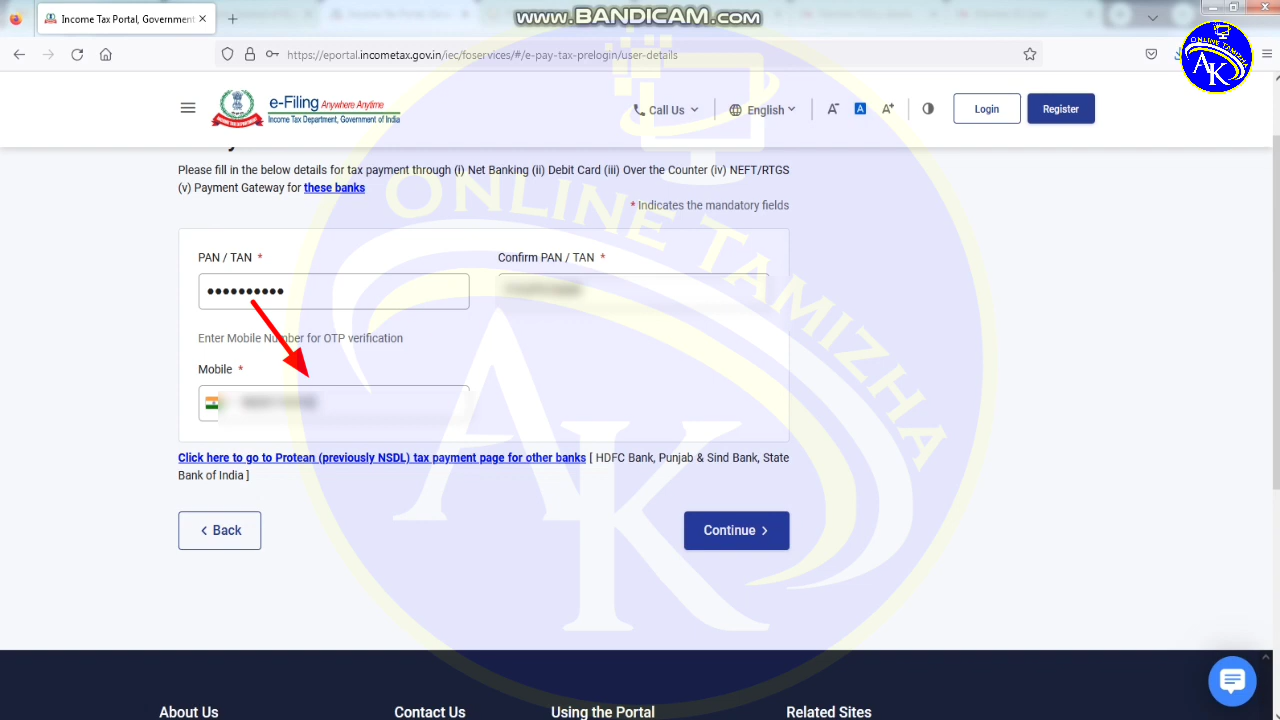 www.BANDICAM.com
Income Tax Portal, Government
https://eportal.incometax.gov.in/iec/foservices/#/e-pay-tax-prelogin/user-details
ONLINE TAMIZHA
AK
e-Filing Anywhere Anytime
Income Tax Department, Government of India
Call Us
English
A
A
A
Login
Register
Please fill in the below details for tax payment through (i) Net Banking (ii) Debit Card (iii) Over the Counter (iv) NEFT/RTGS
(v) Payment Gateway for these banks
* Indicates the mandatory fields
PAN / TAN *
Confirm PAN / TAN *
••••••••••
Enter Mobile Number for OTP verification
Mobile *
Click here to go to Protean (previously NSDL) tax payment page for other banks [ HDFC Bank, Punjab & Sind Bank, State
Bank of India ]
< Back
Continue >
ONLINE TAMIZHA
AK
About Us
Contact Us
Using the Portal
Related Sites